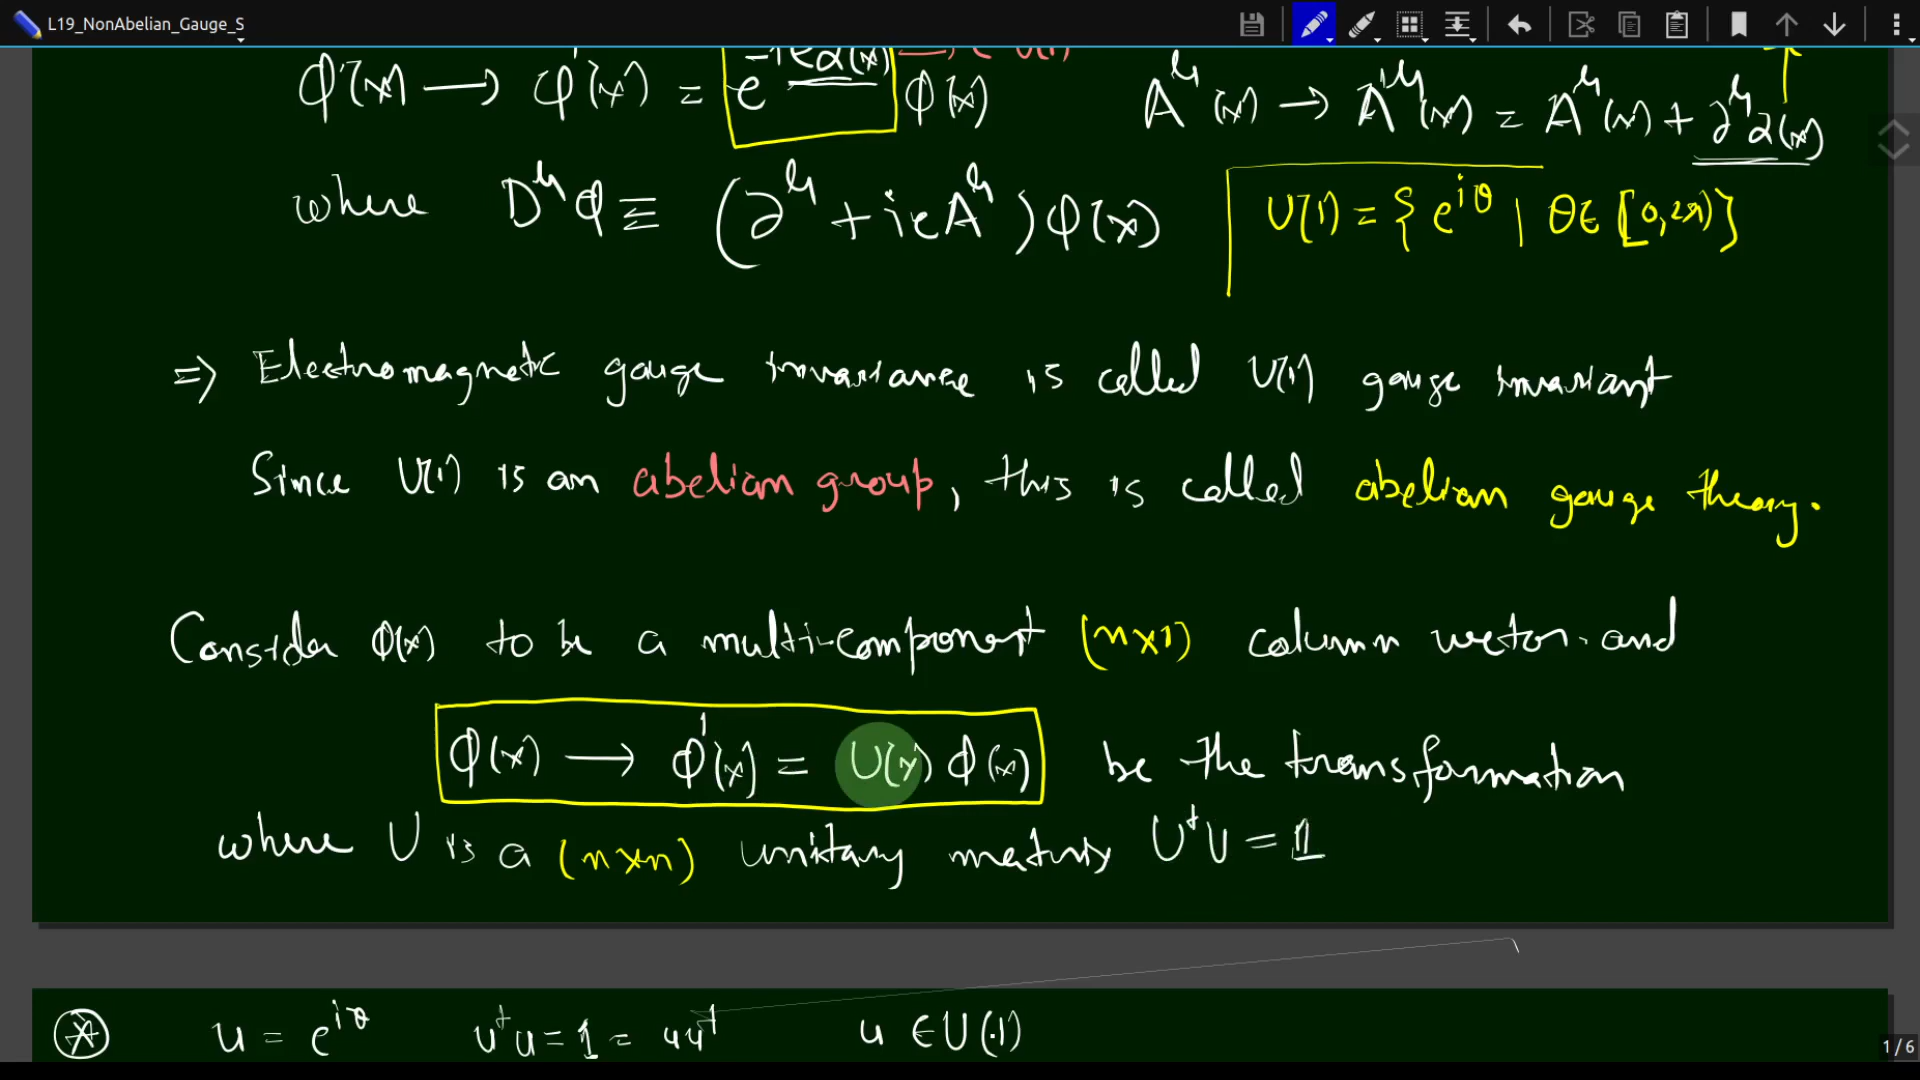 L19_NonAbelian_Gauge_S
ϕ(x) → ϕ'(x) = e^{-ieα(x)} ϕ(x)    A^μ(x) → A'^μ(x) = A^μ(x) + ∂^μ α(x)
where D^μ ϕ ≡ (∂^μ + ieA^μ) ϕ(x)    U(1) = { e^{iθ} | θ ∈ [0, 2π) }
⇒ Electromagnetic gauge invariance is called U(1) gauge invariant
Since U(1) is an abelian group, this is called abelian gauge theory.
Consider ϕ(x) to be a multi-component (n×1) column vector. and
ϕ(x) → ϕ'(x) = U(x) ϕ(x) be the transformation
where U is a (n×n) unitary matrix U†U = 1
* u = e^{iθ}    u†u = 1 = uu†    u ∈ U(1)
1 / 6